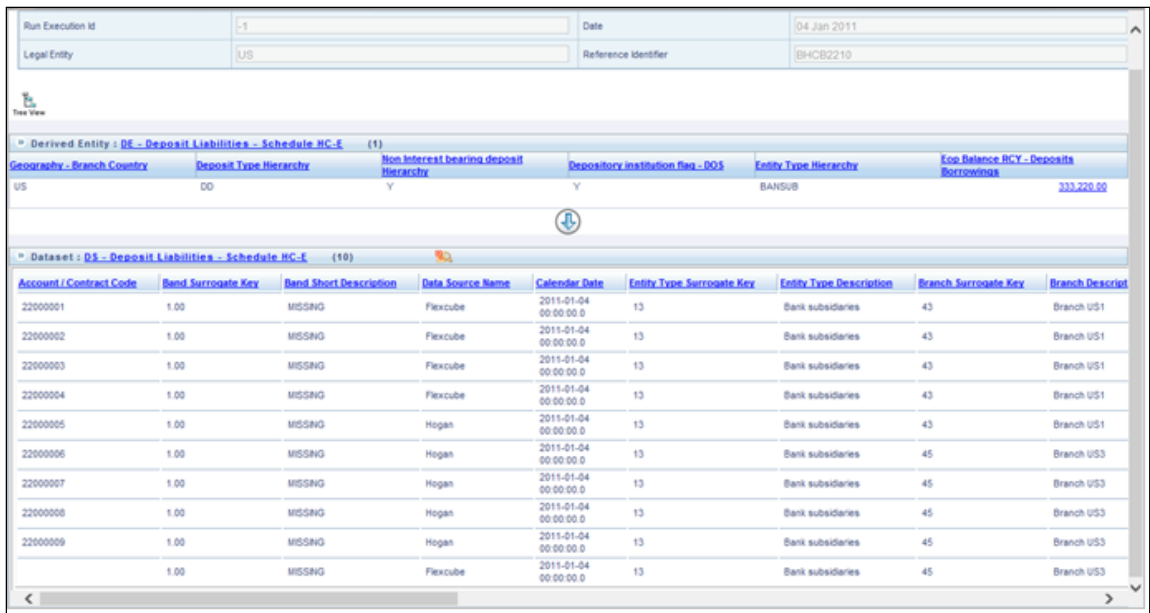 Run Execution Id -1 Date 04 Jan 2011
Legal Entity US Reference Identifier BHCB2210
Tree View
Derived Entity : DE - Deposit Liabilities - Schedule HC-E (1)
Geography - Branch Country Deposit Type Hierarchy Non Interest bearing deposit Hierarchy Depository institution flag - DOS Entity Type Hierarchy Eop Balance RCY - Deposits Borrowings
US DD Y Y BANSUB 333,220.00
Dataset : DS - Deposit Liabilities - Schedule HC-E (10)
Account / Contract Code Band Surrogate Key Band Short Description Data Source Name Calendar Date Entity Type Surrogate Key Entity Type Description Branch Surrogate Key Branch Descript
22000001 1.00 MISSING Flexcube 2011-01-04 00:00:00.0 13 Bank subsidiaries 43 Branch US1
22000002 1.00 MISSING Flexcube 2011-01-04 00:00:00.0 13 Bank subsidiaries 43 Branch US1
22000003 1.00 MISSING Flexcube 2011-01-04 00:00:00.0 13 Bank subsidiaries 43 Branch US1
22000004 1.00 MISSING Flexcube 2011-01-04 00:00:00.0 13 Bank subsidiaries 43 Branch US1
22000005 1.00 MISSING Hogan 2011-01-04 00:00:00.0 13 Bank subsidiaries 43 Branch US1
22000006 1.00 MISSING Hogan 2011-01-04 00:00:00.0 13 Bank subsidiaries 45 Branch US3
22000007 1.00 MISSING Hogan 2011-01-04 00:00:00.0 13 Bank subsidiaries 45 Branch US3
22000008 1.00 MISSING Hogan 2011-01-04 00:00:00.0 13 Bank subsidiaries 45 Branch US3
22000009 1.00 MISSING Hogan 2011-01-04 00:00:00.0 13 Bank subsidiaries 45 Branch US3
1.00 MISSING Flexcube 2011-01-04 00:00:00.0 13 Bank subsidiaries 45 Branch US3